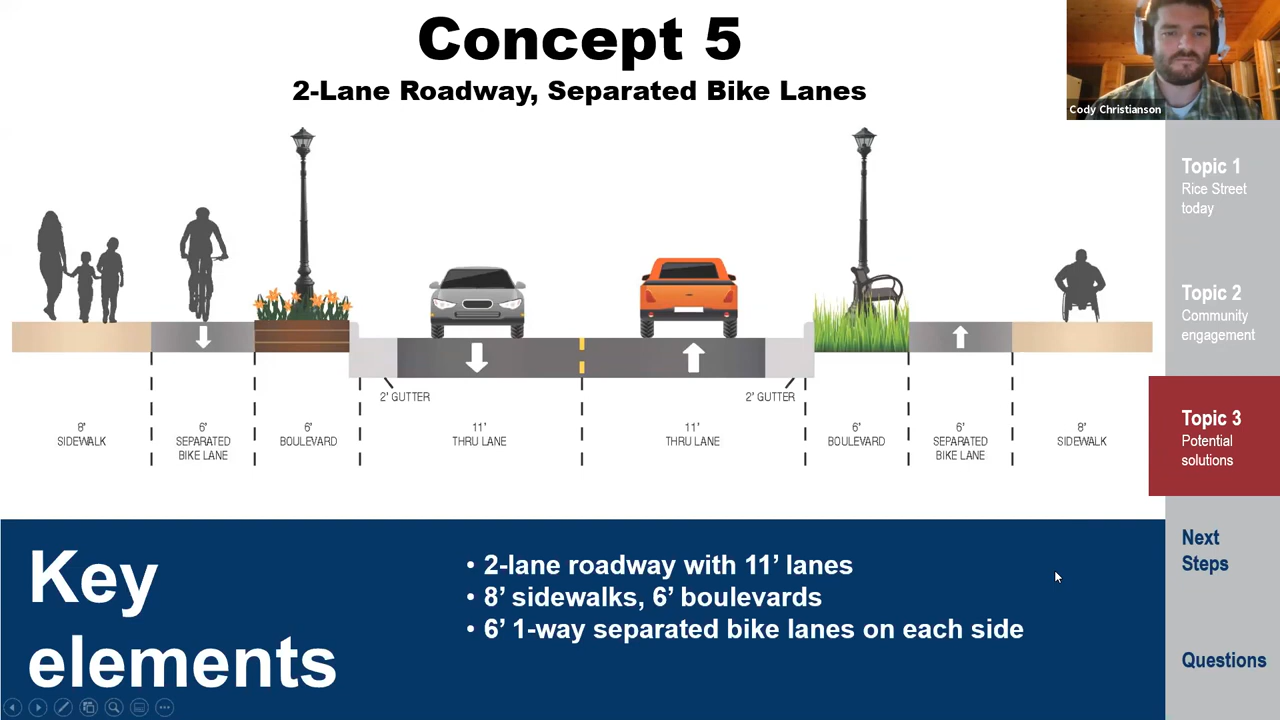 Concept 5
2-Lane Roadway, Separated Bike Lanes
Cody Christianson
Topic 1
Rice Street
today
Topic 2
Community
engagement
Topic 3
Potential
solutions
Next
Steps
Questions
2' GUTTER
2' GUTTER
8'
SIDEWALK
6'
SEPARATED
BIKE LANE
6'
BOULEVARD
11'
THRU LANE
11'
THRU LANE
6'
BOULEVARD
6'
SEPARATED
BIKE LANE
8'
SIDEWALK
Key
elements
• 2-lane roadway with 11’ lanes
• 8’ sidewalks, 6’ boulevards
• 6’ 1-way separated bike lanes on each side